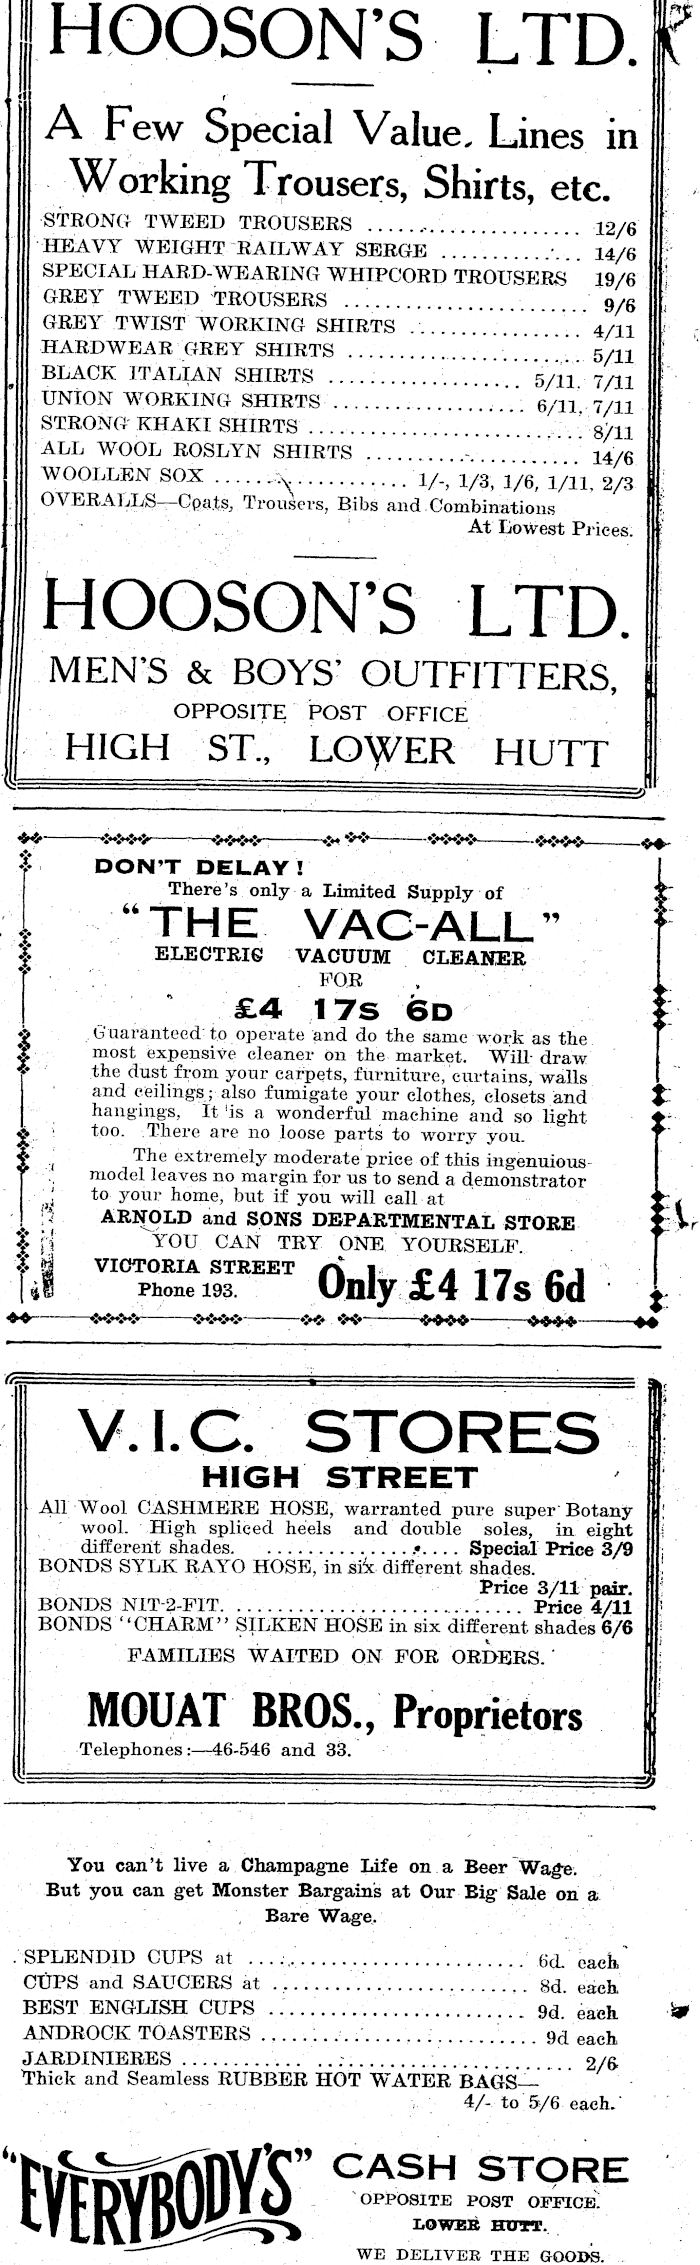 HOOSON'S LTD.
A Few Special Value Lines in
Working Trousers, Shirts, etc.
STRONG TWEED TROUSERS ..................... 12/6
HEAVY WEIGHT RAILWAY SERGE ............. 14/6
SPECIAL HARD-WEARING WHIPCORD TROUSERS 19/6
GREY TWEED TROUSERS ....................... 9/6
GREY TWIST WORKING SHIRTS ................ 4/11
HARDWEAR GREY SHIRTS ...................... 5/11
BLACK ITALIAN SHIRTS .................. 5/11, 7/11
UNION WORKING SHIRTS .................. 6/11, 7/11
STRONG KHAKI SHIRTS .......................... 8/11
ALL WOOL ROSLYN SHIRTS .................... 14/6
WOOLLEN SOX .................. 1/-, 1/3, 1/6, 1/11, 2/3
OVERALLS—Coats, Trousers, Bibs and Combinations
At Lowest Prices.
HOOSON'S LTD.
MEN'S & BOYS' OUTFITTERS,
OPPOSITE POST OFFICE
HIGH ST., LOWER HUTT
DON'T DELAY!
There's only a Limited Supply of
"THE VAC-ALL"
ELECTRIC VACUUM CLEANER
FOR
£4 17s 6D
Guaranteed to operate and do the same work as the
most expensive cleaner on the market. Will draw
the dust from your carpets, furniture, curtains, walls
and ceilings; also fumigate your clothes, closets and
hangings, It is a wonderful machine and so light
too. There are no loose parts to worry you.
The extremely moderate price of this ingenuious
model leaves no margin for us to send a demonstrator
to your home, but if you will call at
ARNOLD and SONS DEPARTMENTAL STORE
YOU CAN TRY ONE YOURSELF.
VICTORIA STREET
Phone 193.
Only £4 17s 6d
V.I.C. STORES
HIGH STREET
All Wool CASHMERE HOSE, warranted pure super Botany
wool. High spliced heels and double soles, in eight
different shades. ...................... Special Price 3/9
BONDS SYLK RAYO HOSE, in six different shades.
Price 3/11 pair.
BONDS NIT-2-FIT. ............................ Price 4/11
BONDS "CHARM" SILKEN HOSE in six different shades 6/6
FAMILIES WAITED ON FOR ORDERS.
MOUAT BROS., Proprietors
Telephones:—46-546 and 33.
You can't live a Champagne Life on a Beer Wage.
But you can get Monster Bargains at Our Big Sale on a
Bare Wage.
SPLENDID CUPS at ............................ 6d. each
CUPS and SAUCERS at ......................... 8d. each
BEST ENGLISH CUPS .......................... 9d. each
ANDROCK TOASTERS ........................... 9d each
JARDINIERES ...................................... 2/6
Thick and Seamless RUBBER HOT WATER BAGS—
4/- to 5/6 each.
"EVERYBODY'S"
CASH STORE
OPPOSITE POST OFFICE.
LOWER HUTT.
WE DELIVER THE GOODS.